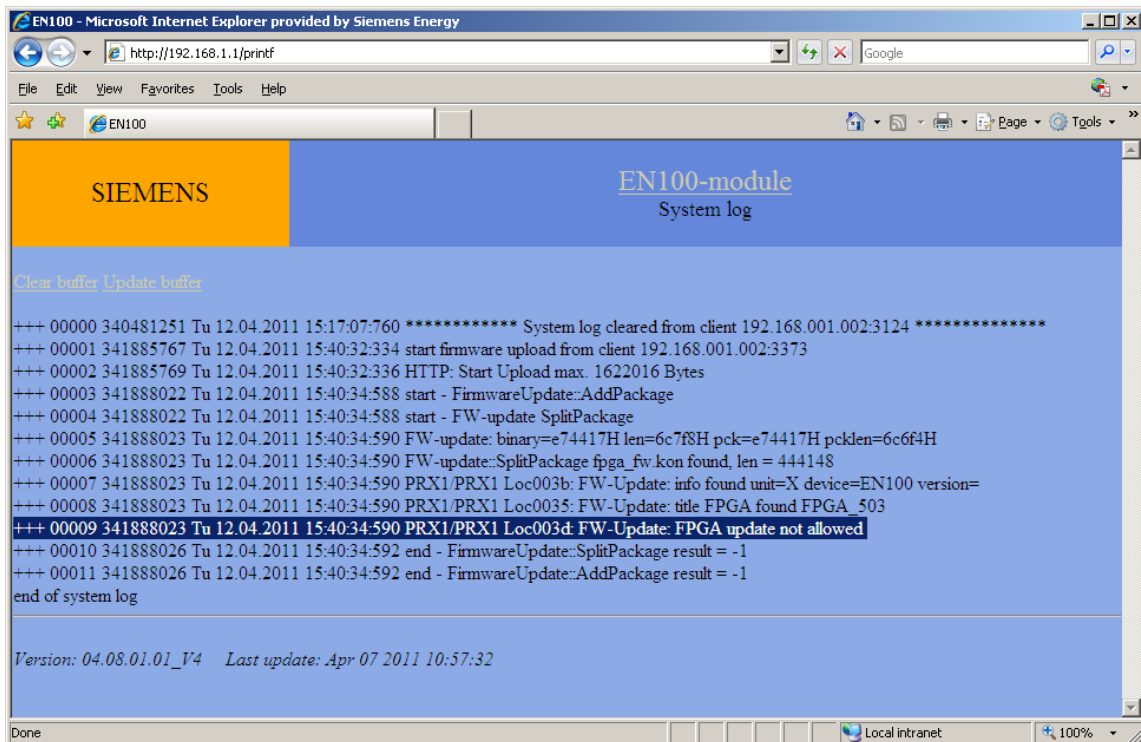 EN100 - Microsoft Internet Explorer provided by Siemens Energy
http://192.168.1.1/printf
Google
File Edit View Favorites Tools Help
EN100
Page Tools »
SIEMENS
EN100-module
System log
Clear buffer Update buffer
+++ 00000 340481251 Tu 12.04.2011 15:17:07:760 ************ System log cleared from client 192.168.001.002:3124 **************
+++ 00001 341885767 Tu 12.04.2011 15:40:32:334 start firmware upload from client 192.168.001.002:3373
+++ 00002 341885769 Tu 12.04.2011 15:40:32:336 HTTP: Start Upload max. 1622016 Bytes
+++ 00003 341888022 Tu 12.04.2011 15:40:34:588 start - FirmwareUpdate::AddPackage
+++ 00004 341888022 Tu 12.04.2011 15:40:34:588 start - FW-update SplitPackage
+++ 00005 341888023 Tu 12.04.2011 15:40:34:590 FW-update: binary=e74417H len=6c7f8H pck=e74417H pcklen=6c6f4H
+++ 00006 341888023 Tu 12.04.2011 15:40:34:590 FW-update::SplitPackage fpga_fw.kon found, len = 444148
+++ 00007 341888023 Tu 12.04.2011 15:40:34:590 PRX1/PRX1 Loc003b: FW-Update: info found unit=X device=EN100 version=
+++ 00008 341888023 Tu 12.04.2011 15:40:34:590 PRX1/PRX1 Loc0035: FW-Update: title FPGA found FPGA_503
+++ 00009 341888023 Tu 12.04.2011 15:40:34:590 PRX1/PRX1 Loc003d: FW-Update: FPGA update not allowed
+++ 00010 341888026 Tu 12.04.2011 15:40:34:592 end - FirmwareUpdate::SplitPackage result = -1
+++ 00011 341888026 Tu 12.04.2011 15:40:34:592 end - FirmwareUpdate::AddPackage result = -1
end of system log
Version: 04.08.01.01_V4 Last update: Apr 07 2011 10:57:32
Done Local intranet 100%